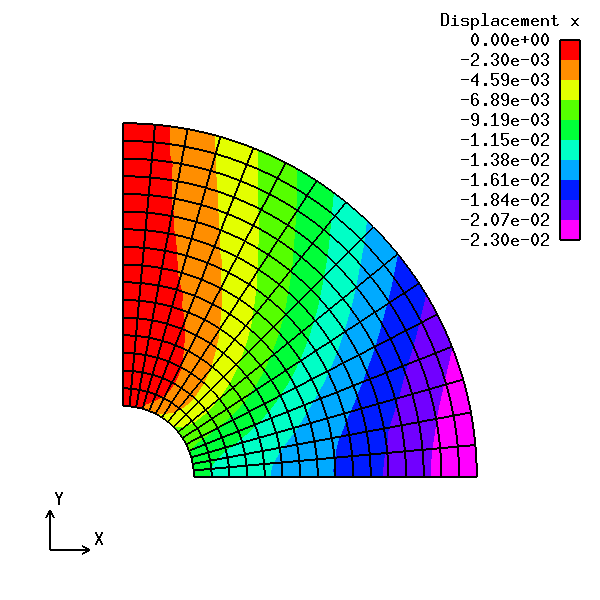 Displacement x
0.00e+00
-2.30e-03
-4.59e-03
-6.89e-03
-9.19e-03
-1.15e-02
-1.38e-02
-1.61e-02
-1.84e-02
-2.07e-02
-2.30e-02
Y
X